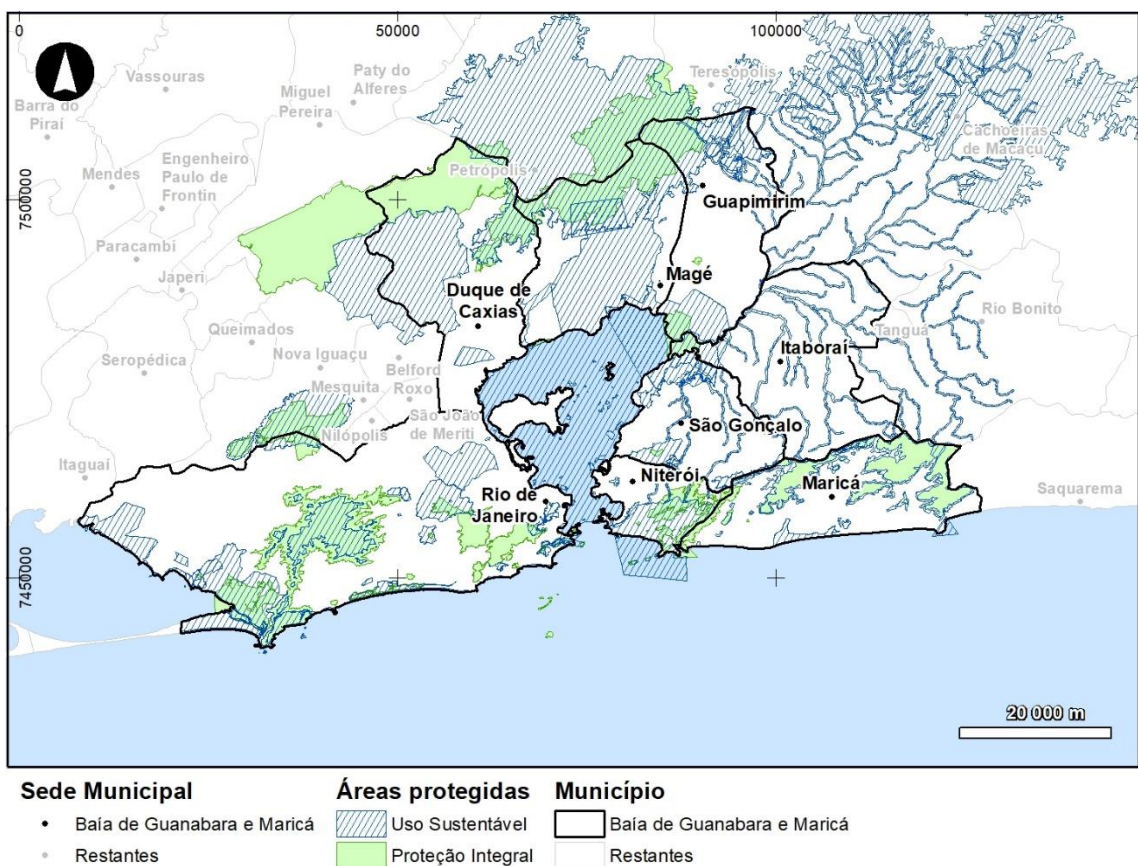 0
50000
100000
Vassouras
Paty do
Alferes
Teresópolis
Miguel
Pereira
Barra do
Piraí
Cachoeiras
de Macacu
Engenheiro
Paulo de
Frontin
Mendes
Petrópolis
7500000
Guapimirim
Paracambi
Japeri
Magé
Duque de
Caxias
Rio Bonito
Tanguá
Queimados
Itaboraí
Seropédica
Nova Iguaçu
Belford
Roxo
Mesquita
São João
de Meriti
Nilópolis
São Gonçalo
Itaguaí
Niterói
Maricá
Rio de
Janeiro
Saquarema
7450000
20 000 m
Sede Municipal
Baía de Guanabara e Maricá
Restantes
Áreas protegidas
Uso Sustentável
Proteção Integral
Município
Baía de Guanabara e Maricá
Restantes